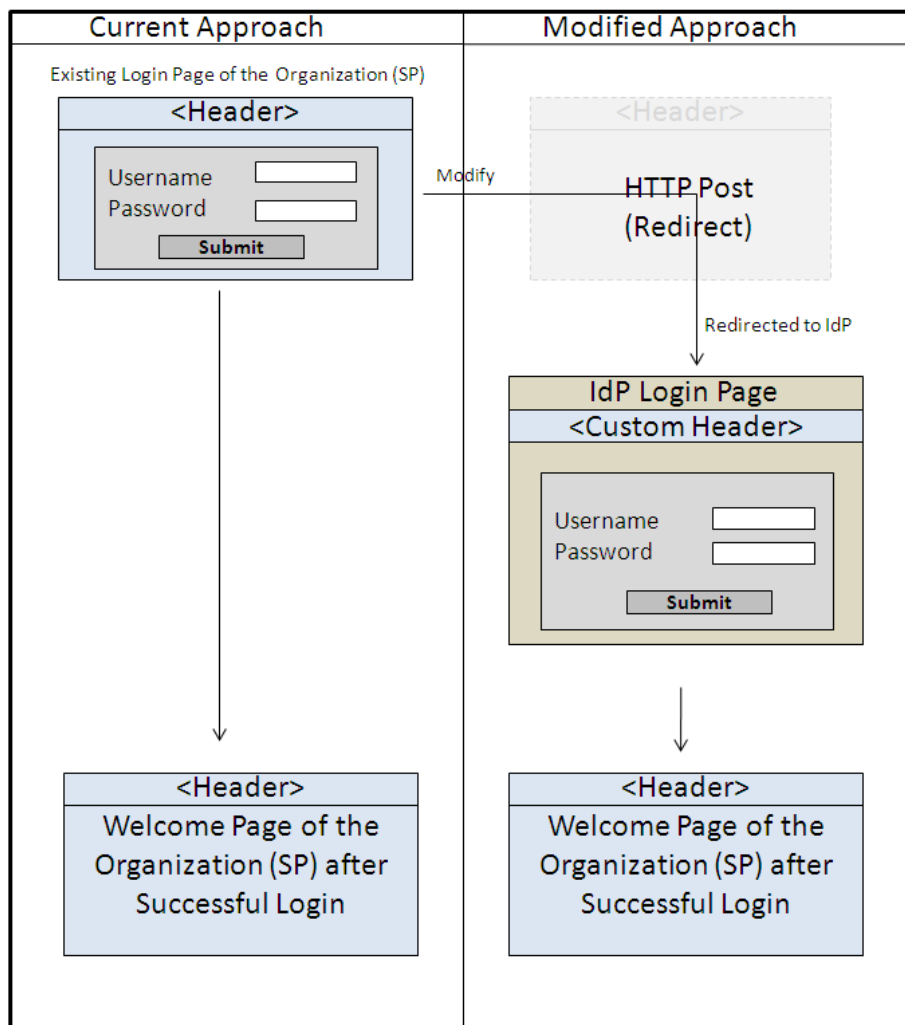 Current Approach
Modified Approach
Existing Login Page of the Organization (SP)
<Header>
Username
Password
Submit
Modify
<Header>
HTTP Post
(Redirect)
Redirected to IdP
IdP Login Page
<Custom Header>
Username
Password
Submit
<Header>
Welcome Page of the
Organization (SP) after
Successful Login
<Header>
Welcome Page of the
Organization (SP) after
Successful Login